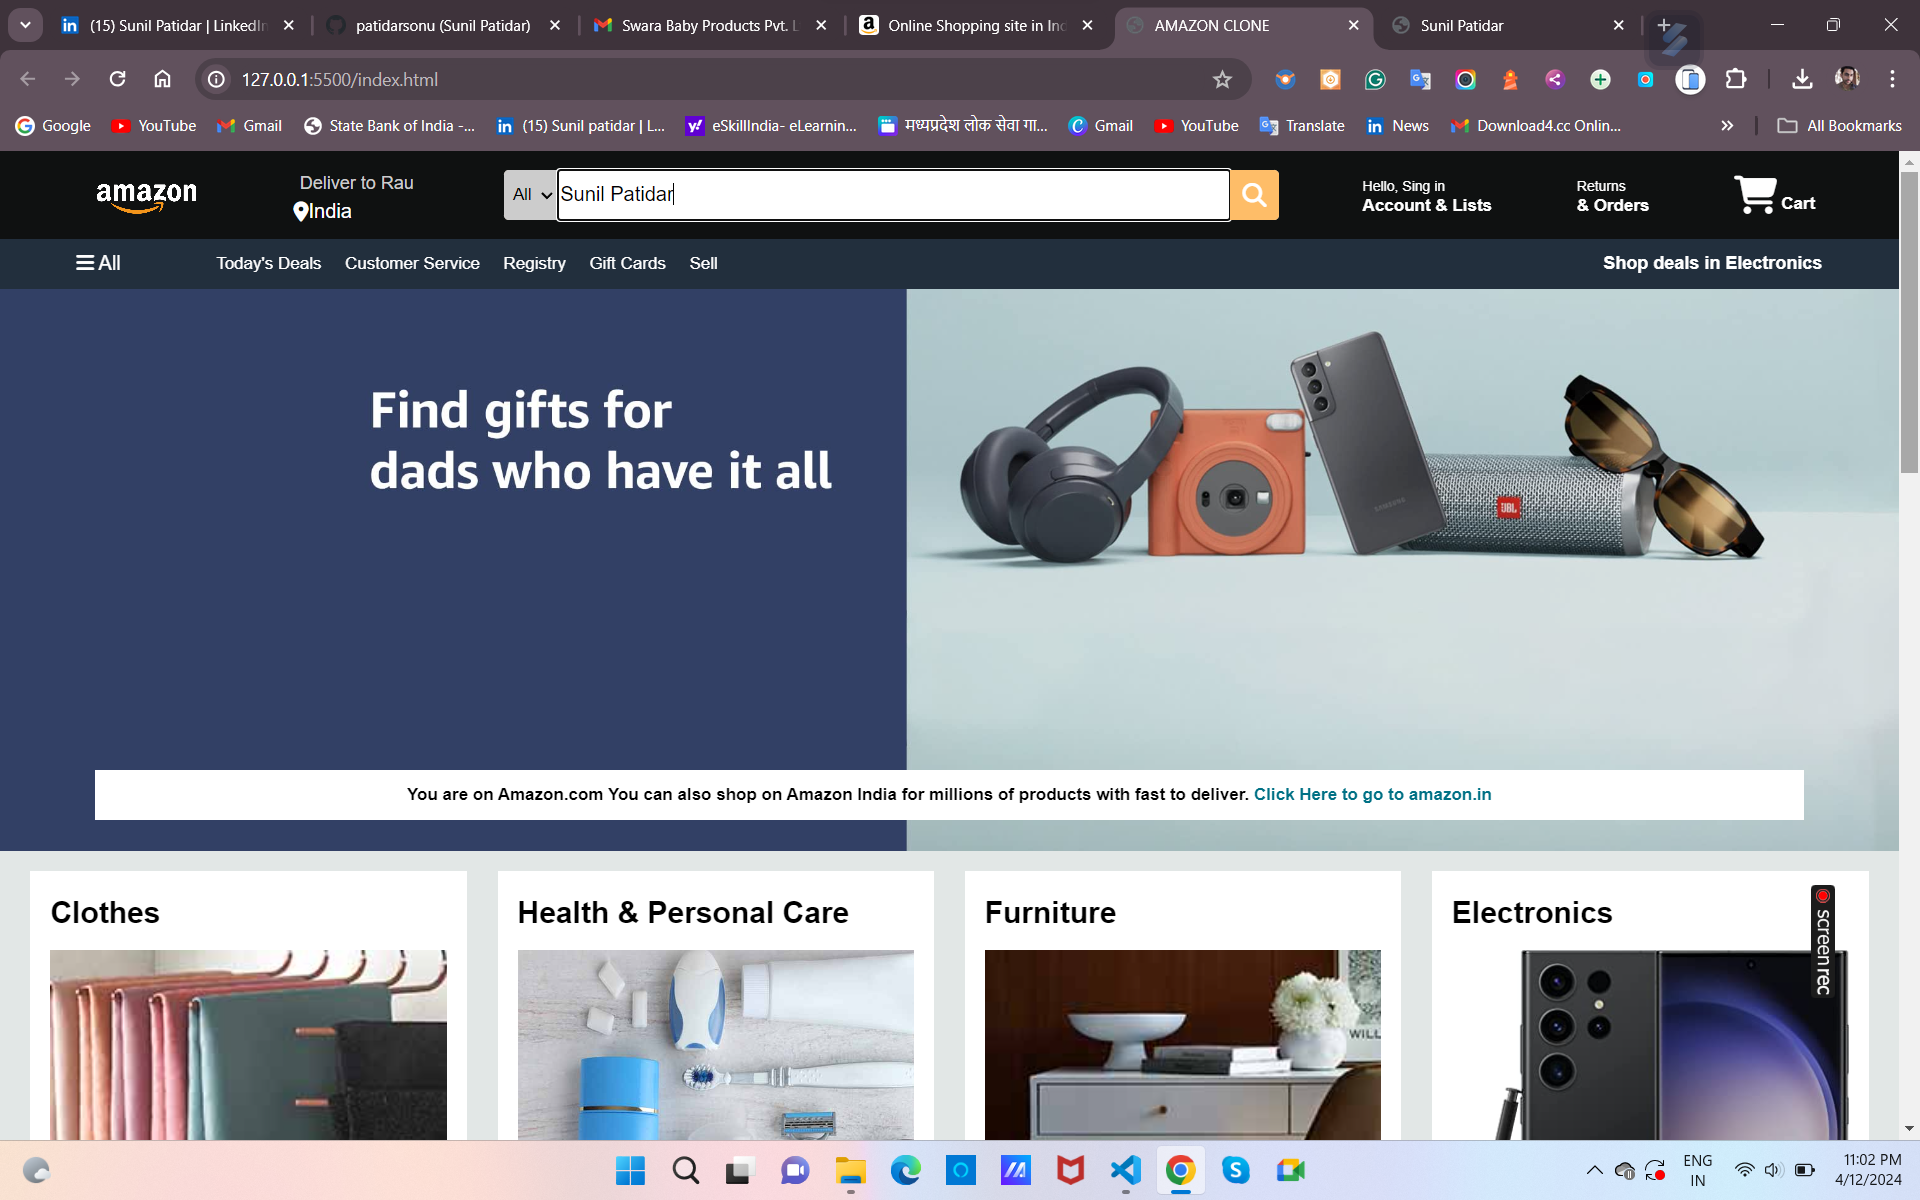 (15) Sunil Patidar | LinkedIn
patidarsonu (Sunil Patidar)
Swara Baby Products Pvt. L
Online Shopping site in Ind
AMAZON CLONE
Sunil Patidar
127.0.0.1:5500/index.html
Google
YouTube
Gmail
State Bank of India -...
(15) Sunil patidar | L...
eSkillIndia- eLearnin...
मध्यप्रदेश लोक सेवा गा...
Gmail
YouTube
Translate
News
Download4.cc Onlin...
All Bookmarks
amazon
Deliver to Rau
India
All
Sunil Patidar
Hello, Sing in
Account & Lists
Returns
& Orders
Cart
All
Today's Deals
Customer Service
Registry
Gift Cards
Sell
Shop deals in Electronics
Find gifts for
dads who have it all
SAMSUNG
JBL
You are on Amazon.com You can also shop on Amazon India for millions of products with fast to deliver. Click Here to go to amazon.in
Clothes
Health & Personal Care
Furniture
Electronics
WILL
screenrec
ENG
IN
11:02 PM
4/12/2024